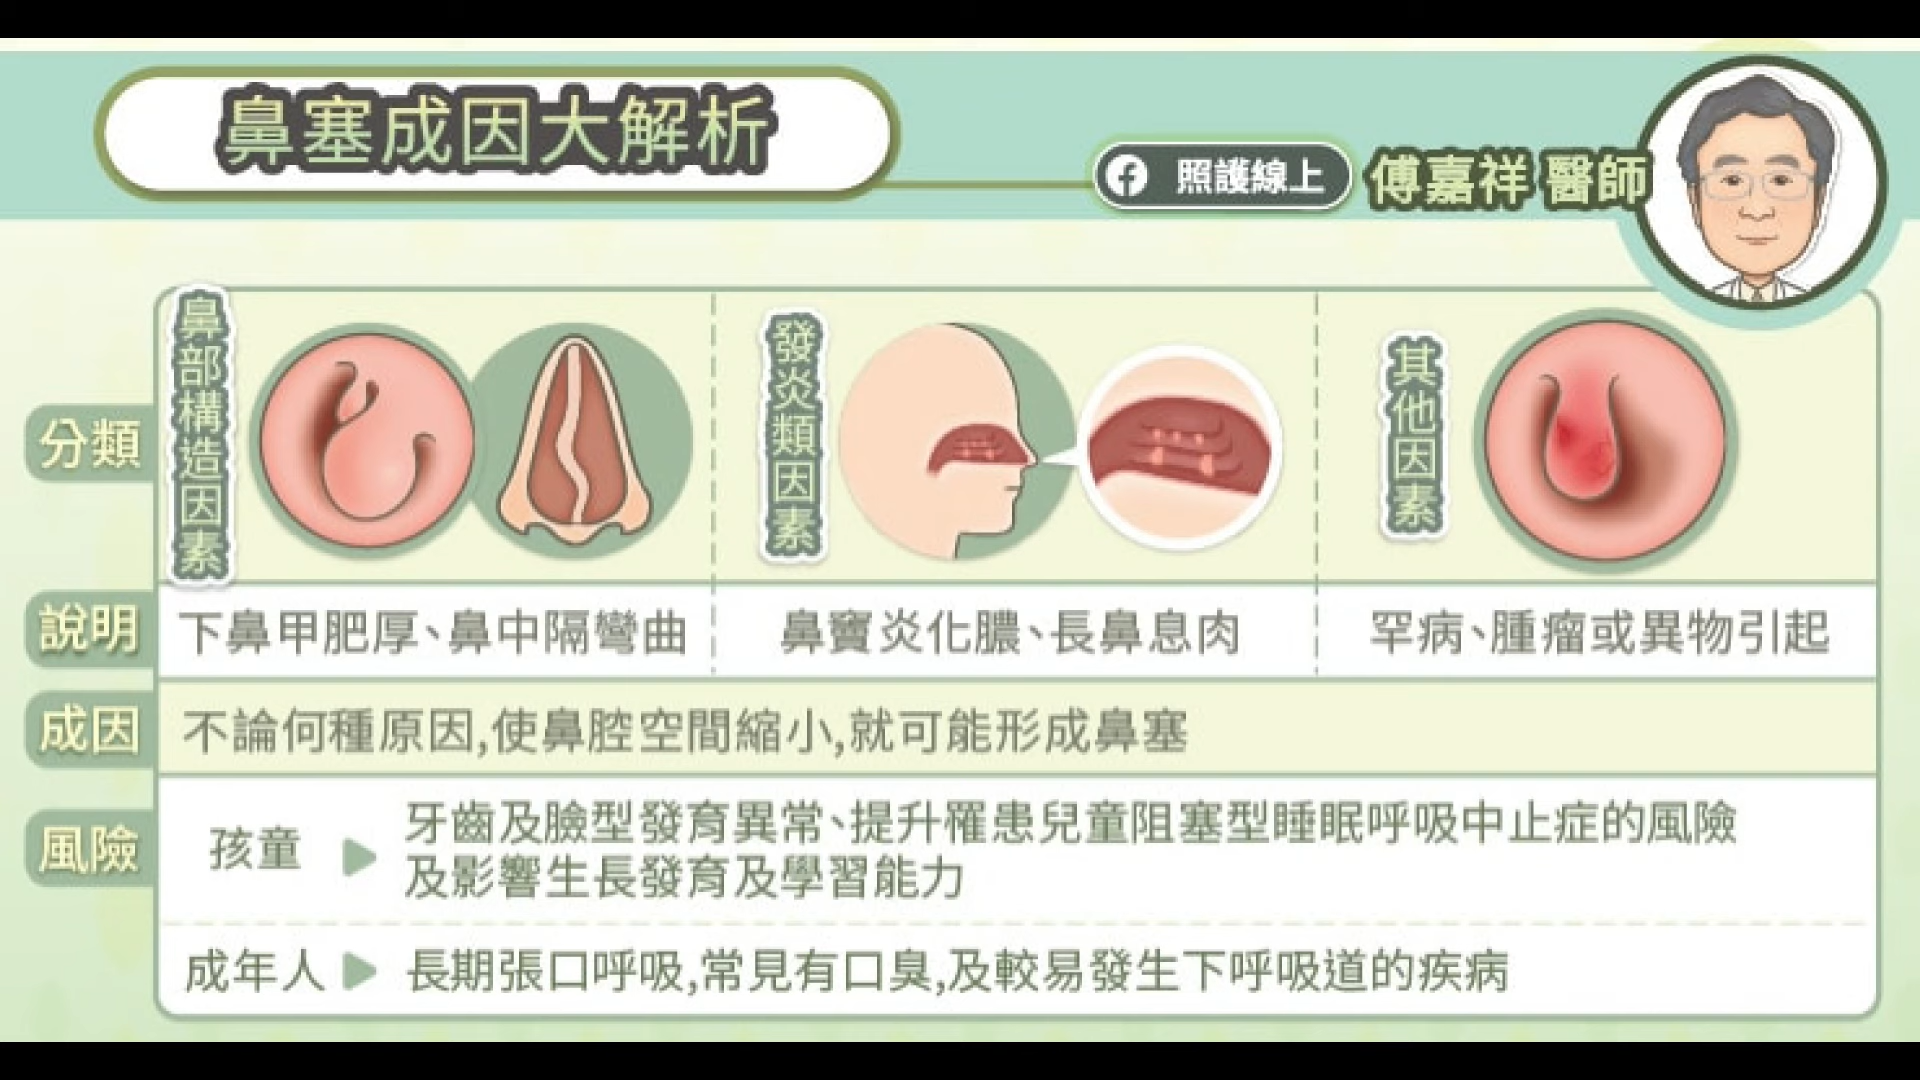 鼻塞成因大解析
照護線上
傅嘉祥 醫師
分類
鼻部構造因素
發炎類因素
其他因素
說明
下鼻甲肥厚、鼻中隔彎曲
鼻竇炎化膿、長鼻息肉
罕病、腫瘤或異物引起
成因
不論何種原因,使鼻腔空間縮小,就可能形成鼻塞
風險
孩童
牙齒及臉型發育異常、提升罹患兒童阻塞型睡眠呼吸中止症的風險
及影響生長發育及學習能力
成年人
長期張口呼吸,常見有口臭,及較易發生下呼吸道的疾病